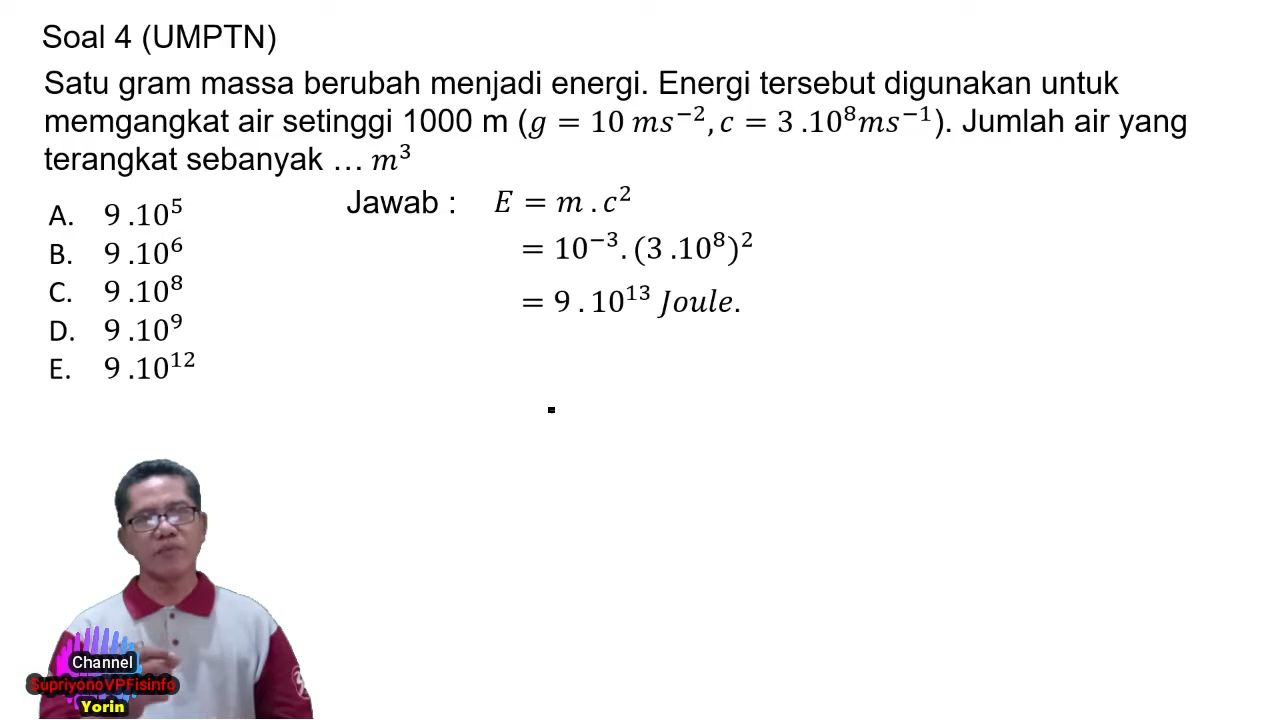 Soal 4 (UMPTN)
Satu gram massa berubah menjadi energi. Energi tersebut digunakan untuk
memgangkat air setinggi 1000 m (g = 10 ms⁻², c = 3 .10⁸ms⁻¹). Jumlah air yang
terangkat sebanyak … m³
A. 9 .10⁵
B. 9 .10⁶
C. 9 .10⁸
D. 9 .10⁹
E. 9 .10¹²
Jawab : E = m . c²
= 10⁻³. (3 .10⁸)²
= 9 . 10¹³ Joule.
Channel
SupriyonoVPFisinfo
Yorin